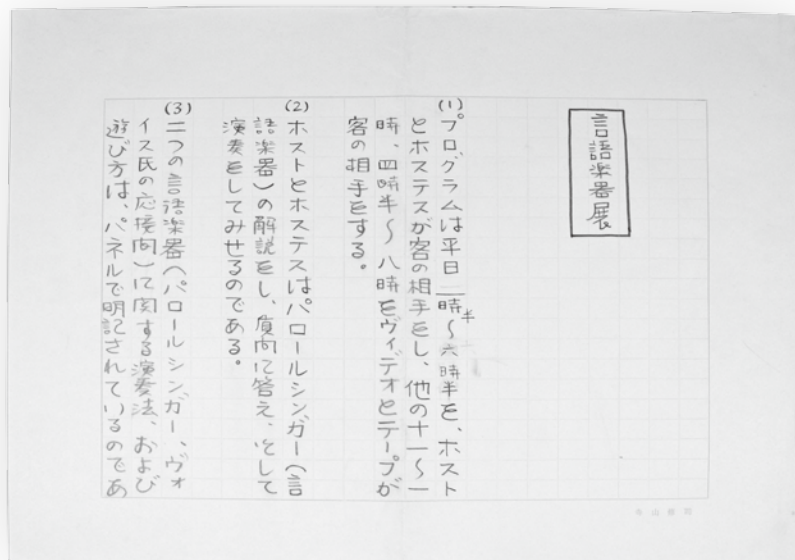 言語楽器展
(1)プログラムは平日一時半〜六時半を、ホスト
とホステスが客の相手をし、他の十一〜一
時、四時半〜八時をヴィデオとテープが
客の相手をする。
(2)ホストとホステスはパロールシンガー(言
語楽器)の解説をし、質問に答え、そして
演奏をしてみせるのである。
(3)二つの言語楽器(パロールシンガー、ヴォ
イス氏の応接間)に関する演奏法、および
遊び方は、パネルで明記されているのであ
寺山修司